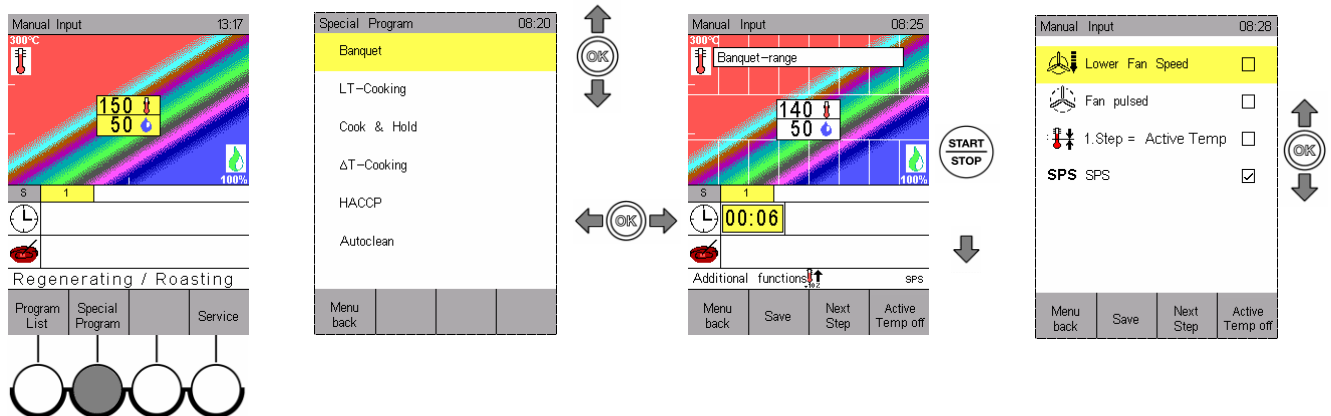 Manual Input 13:17
300°C
150
50
100%
S 1
Regenerating / Roasting
Program List
Special Program
Service
Special Program 08:20
Banquet
LT-Cooking
Cook & Hold
ΔT-Cooking
HACCP
Autoclean
Menu back
OK
OK
Manual Input 08:25
300°C
Banquet-range
140
50
100%
S 1
00:06
Additional functions SPS
Menu back
Save
Next Step
Active Temp off
START
STOP
Manual Input 08:28
Lower Fan Speed
Fan pulsed
1.Step = Active Temp
SPS SPS
Menu back
Save
Next Step
Active Temp off
OK